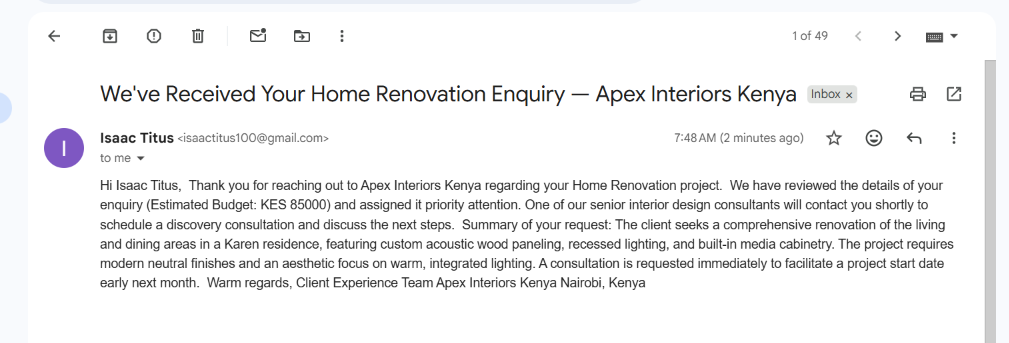 1 of 49
We've Received Your Home Renovation Enquiry — Apex Interiors Kenya Inbox ×
I
Isaac Titus <isaactitus100@gmail.com>
7:48 AM (2 minutes ago)
to me
Hi Isaac Titus,  Thank you for reaching out to Apex Interiors Kenya regarding your Home Renovation project.  We have reviewed the details of your
enquiry (Estimated Budget: KES 85000) and assigned it priority attention. One of our senior interior design consultants will contact you shortly to
schedule a discovery consultation and discuss the next steps.  Summary of your request: The client seeks a comprehensive renovation of the living
and dining areas in a Karen residence, featuring custom acoustic wood paneling, recessed lighting, and built-in media cabinetry. The project requires
modern neutral finishes and an aesthetic focus on warm, integrated lighting. A consultation is requested immediately to facilitate a project start date
early next month.  Warm regards, Client Experience Team Apex Interiors Kenya Nairobi, Kenya